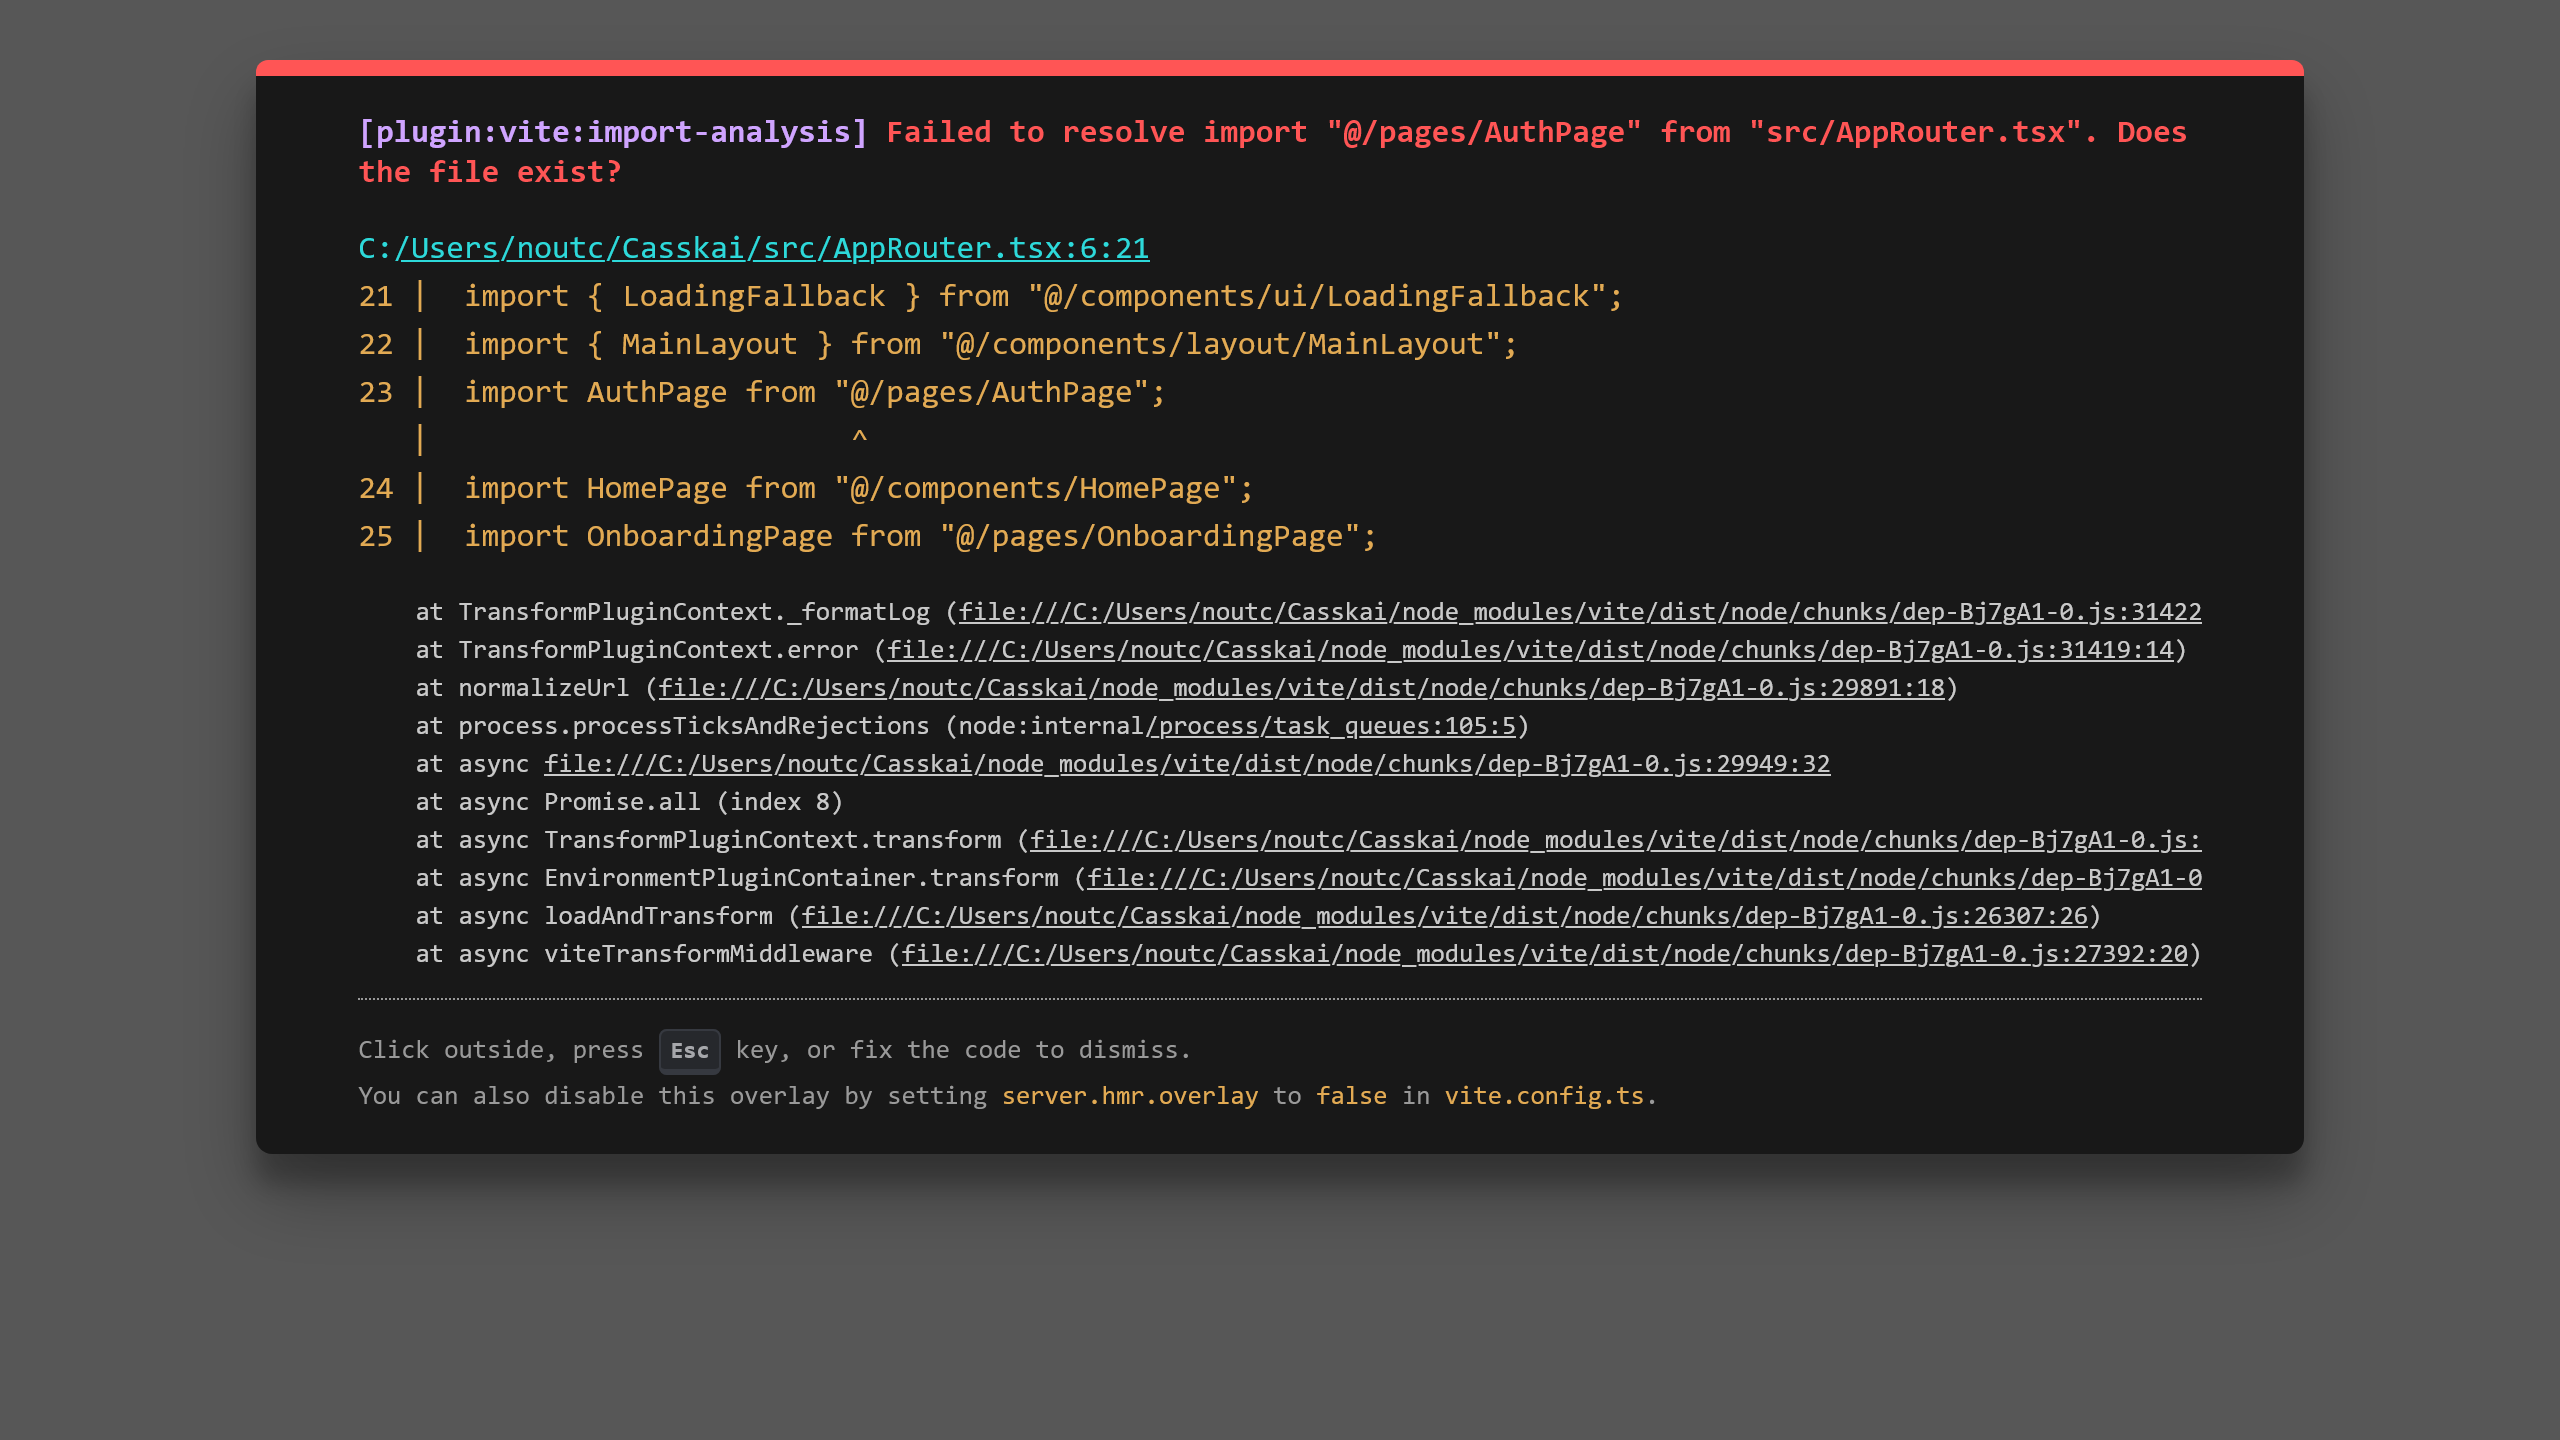 [plugin:vite:import-analysis] Failed to resolve import "@/pages/AuthPage" from "src/AppRouter.tsx". Does
the file exist?
C:/Users/noutc/Casskai/src/AppRouter.tsx:6:21
21 |  import { LoadingFallback } from "@/components/ui/LoadingFallback";
22 |  import { MainLayout } from "@/components/layout/MainLayout";
23 |  import AuthPage from "@/pages/AuthPage";
   |                        ^
24 |  import HomePage from "@/components/HomePage";
25 |  import OnboardingPage from "@/pages/OnboardingPage";
at TransformPluginContext._formatLog (file:///C:/Users/noutc/Casskai/node_modules/vite/dist/node/chunks/dep-Bj7gA1-0.js:31422
at TransformPluginContext.error (file:///C:/Users/noutc/Casskai/node_modules/vite/dist/node/chunks/dep-Bj7gA1-0.js:31419:14)
at normalizeUrl (file:///C:/Users/noutc/Casskai/node_modules/vite/dist/node/chunks/dep-Bj7gA1-0.js:29891:18)
at process.processTicksAndRejections (node:internal/process/task_queues:105:5)
at async file:///C:/Users/noutc/Casskai/node_modules/vite/dist/node/chunks/dep-Bj7gA1-0.js:29949:32
at async Promise.all (index 8)
at async TransformPluginContext.transform (file:///C:/Users/noutc/Casskai/node_modules/vite/dist/node/chunks/dep-Bj7gA1-0.js:
at async EnvironmentPluginContainer.transform (file:///C:/Users/noutc/Casskai/node_modules/vite/dist/node/chunks/dep-Bj7gA1-0
at async loadAndTransform (file:///C:/Users/noutc/Casskai/node_modules/vite/dist/node/chunks/dep-Bj7gA1-0.js:26307:26)
at async viteTransformMiddleware (file:///C:/Users/noutc/Casskai/node_modules/vite/dist/node/chunks/dep-Bj7gA1-0.js:27392:20)
Click outside, press Esc key, or fix the code to dismiss.
You can also disable this overlay by setting server.hmr.overlay to false in vite.config.ts.